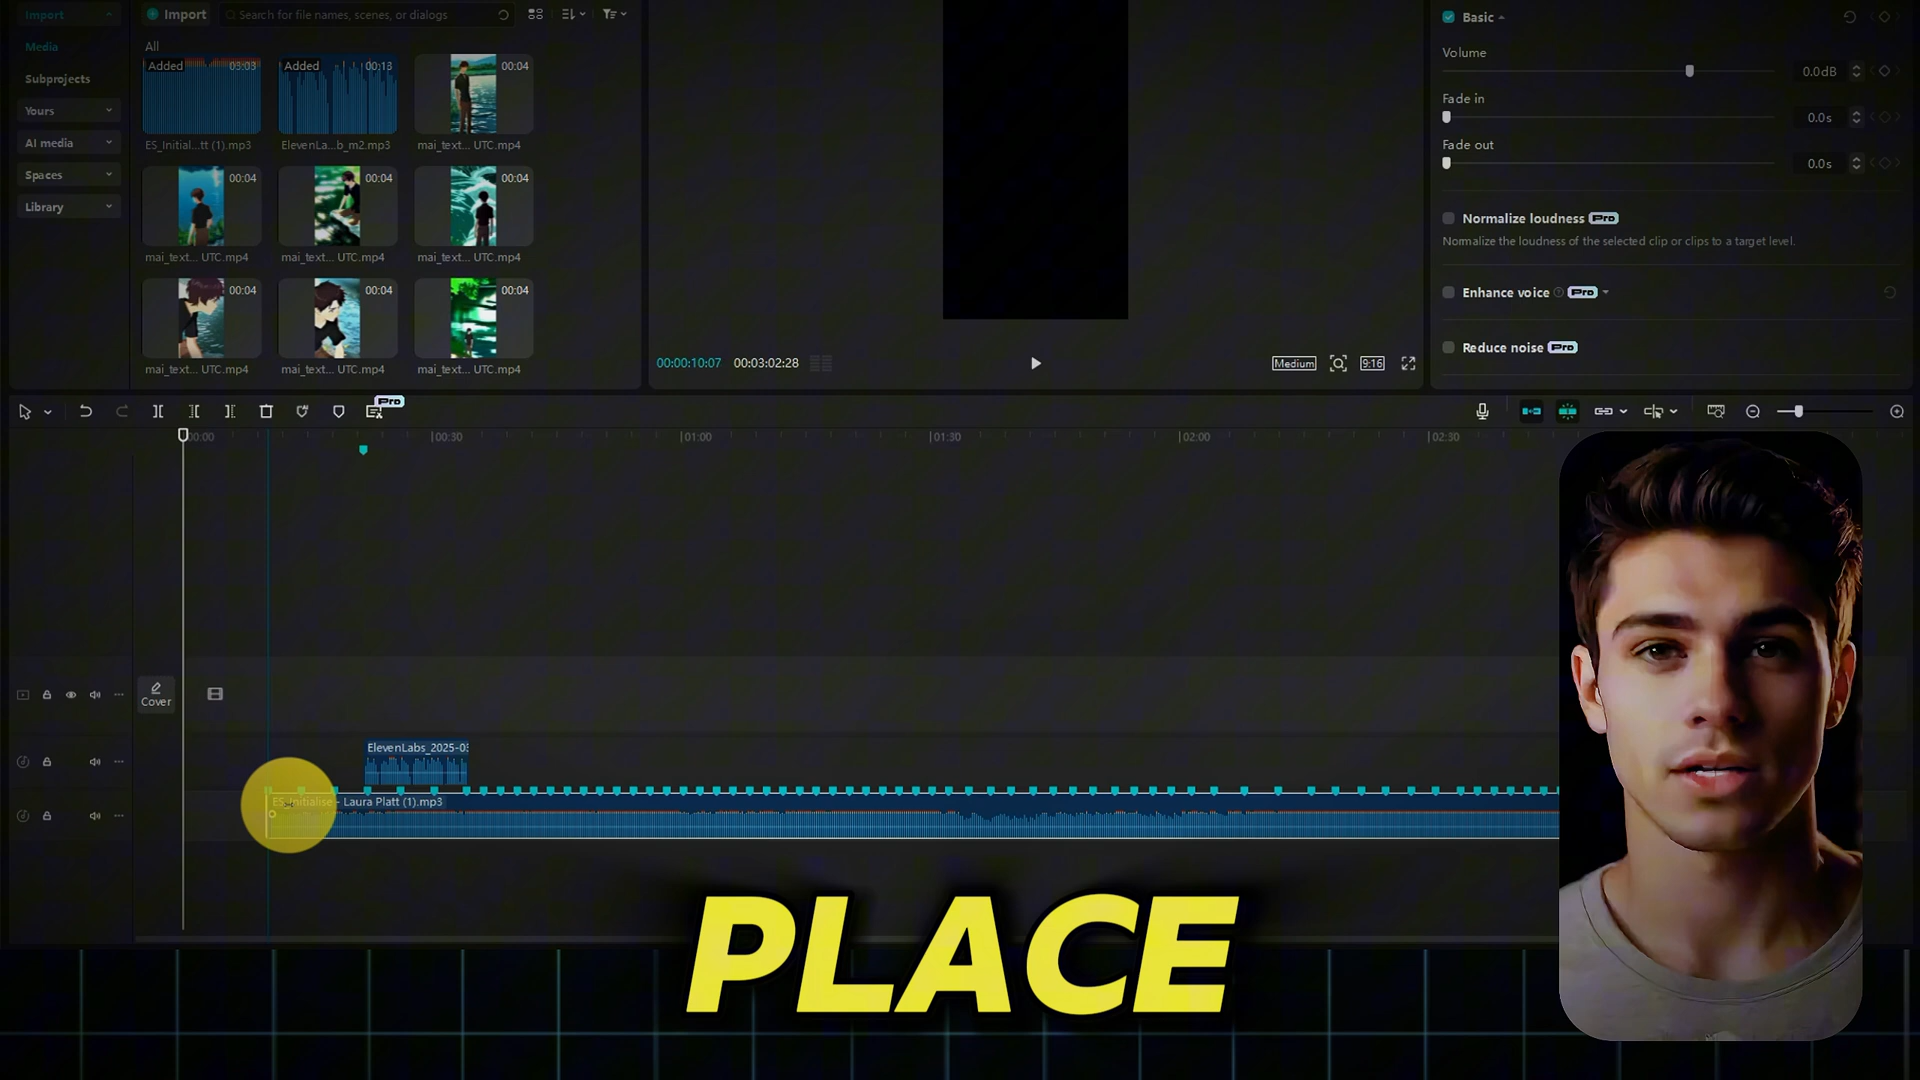 Import
Media
Subprojects
Yours
AI media
Spaces
Library
Import
Search for file names, scenes, or dialogs
All
Added 03:03
Added 00:13
00:04
ES_Initial...tt (1).mp3
ElevenLa...b_m2.mp3
mai_text... UTC.mp4
00:04
00:04
00:04
mai_text... UTC.mp4
mai_text... UTC.mp4
mai_text... UTC.mp4
00:04
00:04
00:04
mai_text... UTC.mp4
mai_text... UTC.mp4
mai_text... UTC.mp4
00:00:10:07 00:03:02:28
Medium
9:16
Basic
Volume
0.0dB
Fade in
0.0s
Fade out
0.0s
Normalize loudness Pro
Normalize the loudness of the selected clip or clips to a target level.
Enhance voice Pro
Reduce noise Pro
Pro
00:00 00:30 01:00 01:30 02:00 02:30
Cover
ElevenLabs_2025-03
ES_Initialise - Laura Platt (1).mp3
PLACE